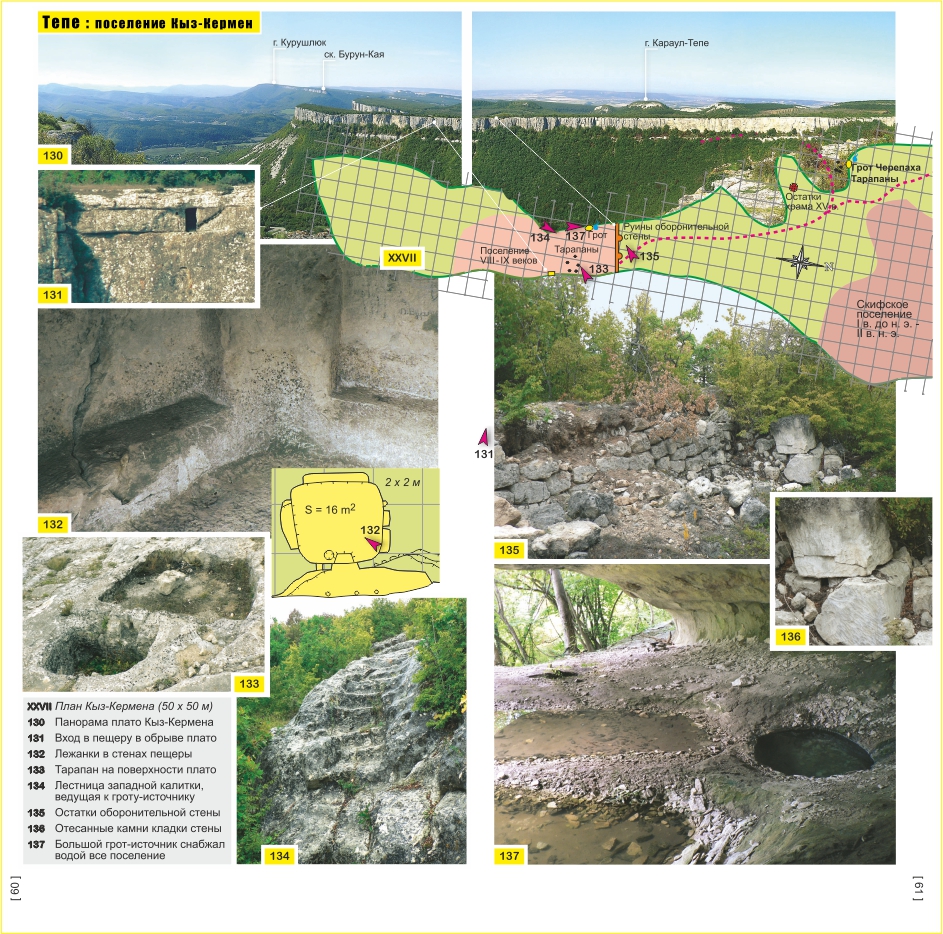 Тепе : поселение Кыз-Кермен
г. Курушлюк
ск. Бурун-Кая
г. Караул-Тепе
130
131
Грот Черепаха
Тарапаны
Остатки
храма XV в.
Руины оборонительной
стены
134
137
Грот
135
Тарапаны
Поселение
VIII-IX веков
133
XXVII
N
Скифское
поселение
I в. до н. э. -
II в. н. э.
131
2 x 2 м
S = 16 m²
132
132
135
136
133
XXVII План Кыз-Кермена (50 x 50 м)
130 Панорама плато Кыз-Кермена
131 Вход в пещеру в обрыве плато
132 Лежанки в стенах пещеры
133 Тарапан на поверхности плато
134 Лестница западной калитки,
ведущая к гроту-источнику
135 Остатки оборонительной стены
136 Отесанные камни кладки стены
137 Большой грот-источник снабжал
водой все поселение
134
137
[ 60 ]
[ 61 ]